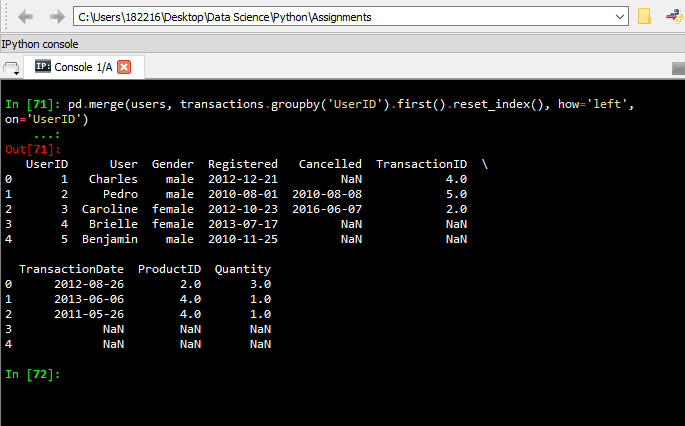 C:\Users\182216\Desktop\Data Science\Python\Assignments
IPython console
IP: Console 1/A
In [71]: pd.merge(users, transactions.groupby('UserID').first().reset_index(), how='left',
on='UserID')
...:
Out[71]:
UserID User Gender Registered Cancelled TransactionID \
0 1 Charles male 2012-12-21 NaN 4.0
1 2 Pedro male 2010-08-01 2010-08-08 5.0
2 3 Caroline female 2012-10-23 2016-06-07 2.0
3 4 Brielle female 2013-07-17 NaN NaN
4 5 Benjamin male 2010-11-25 NaN NaN
TransactionDate ProductID Quantity
0 2012-08-26 2.0 3.0
1 2013-06-06 4.0 1.0
2 2011-05-26 4.0 1.0
3 NaN NaN NaN
4 NaN NaN NaN
In [72]: